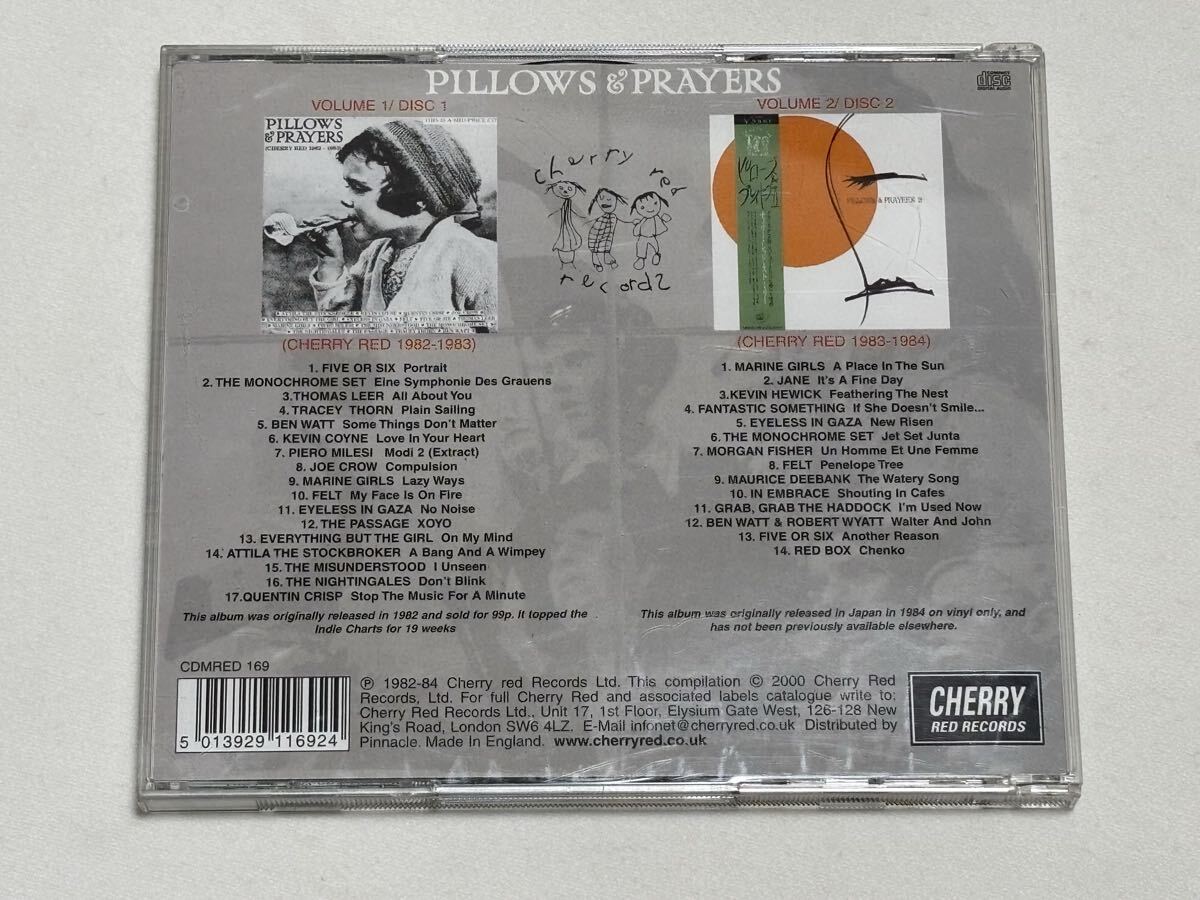 PILLOWS & PRAYERS
COMPACT
disc
DIGITAL AUDIO
VOLUME 1/ DISC 1
PILLOWS
& PRAYERS
(CHERRY RED 1982 - 1983)
cherry red
records
(CHERRY RED 1982-1983)
1. FIVE OR SIX Portrait
2. THE MONOCHROME SET Eine Symphonie Des Grauens
3.THOMAS LEER All About You
4. TRACEY THORN Plain Sailing
5. BEN WATT Some Things Don't Matter
6. KEVIN COYNE Love In Your Heart
7. PIERO MILESI Modi 2 (Extract)
8. JOE CROW Compulsion
9. MARINE GIRLS Lazy Ways
10. FELT My Face Is On Fire
11. EYELESS IN GAZA No Noise
12. THE PASSAGE XOYO
13. EVERYTHING BUT THE GIRL On My Mind
14. ATTILA THE STOCKBROKER A Bang And A Wimpey
15. THE MISUNDERSTOOD I Unseen
16. THE NIGHTINGALES Don't Blink
17.QUENTIN CRISP Stop The Music For A Minute
This album was originally released in 1982 and sold for 99p. It topped the
Indie Charts for 19 weeks
VOLUME 2/ DISC 2
PILLOWS & PRAYERS 2
(CHERRY RED 1983-1984)
1. MARINE GIRLS A Place In The Sun
2. JANE It's A Fine Day
3.KEVIN HEWICK Feathering The Nest
4. FANTASTIC SOMETHING If She Doesn't Smile...
5. EYELESS IN GAZA New Risen
6. THE MONOCHROME SET Jet Set Junta
7. MORGAN FISHER Un Homme Et Une Femme
8. FELT Penelope Tree
9. MAURICE DEEBANK The Watery Song
10. IN EMBRACE Shouting In Cafes
11. GRAB, GRAB THE HADDOCK I'm Used Now
12. BEN WATT & ROBERT WYATT Walter And John
13. FIVE OR SIX Another Reason
14. RED BOX Chenko
This album was originally released in Japan in 1984 on vinyl only, and
has not been previously available elsewhere.
CDMRED 169
5 013929 116924
℗ 1982-84 Cherry red Records Ltd. This compilation © 2000 Cherry Red
Records, Ltd. For full Cherry Red and associated labels catalogue write to:
Cherry Red Records Ltd., Unit 17, 1st Floor, Elysium Gate West, 126-128 New
King's Road, London SW6 4LZ. E-Mail infonet@cherryred.co.uk Distributed by
Pinnacle. Made In England. www.cherryred.co.uk
CHERRY
RED RECORDS